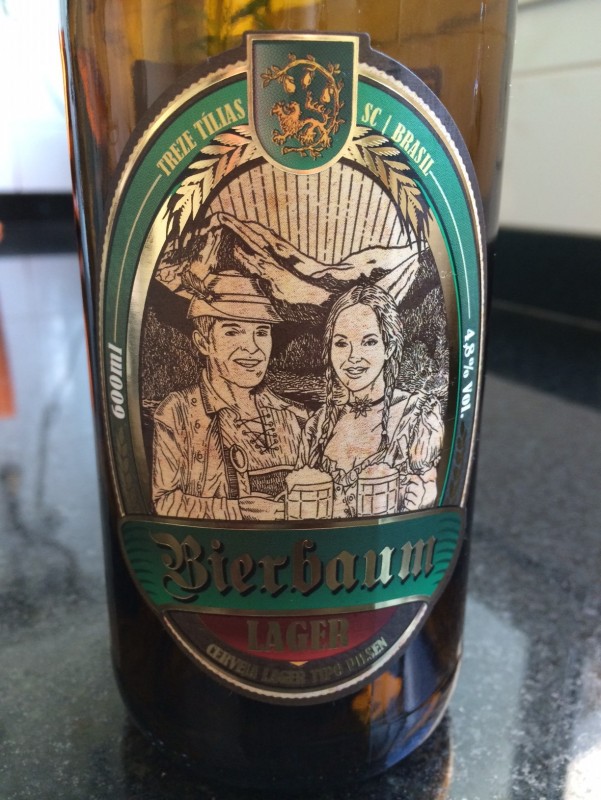 TREZE TÍLIAS
SC | BRASIL
600ml
4,8% Vol.
Bierbaum
LAGER
CERVEJA LAGER TIPO PILSEN